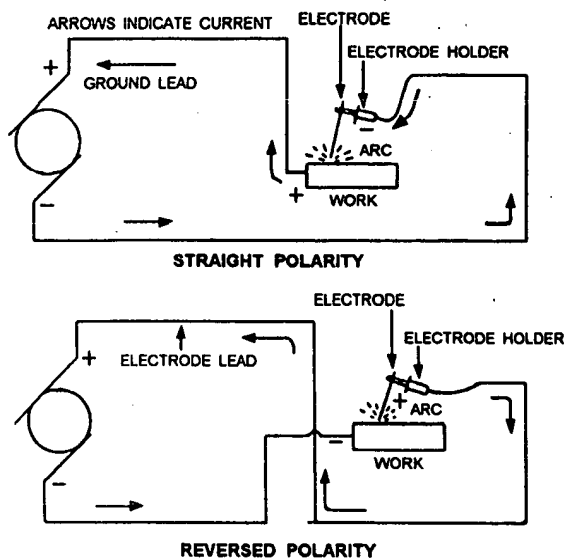 ARROWS INDICATE CURRENT
ELECTRODE
ELECTRODE HOLDER
+
GROUND LEAD
−
ARC
+
WORK
−
STRAIGHT POLARITY
ELECTRODE
ELECTRODE HOLDER
+
ELECTRODE LEAD
+
ARC
−
WORK
−
REVERSED POLARITY